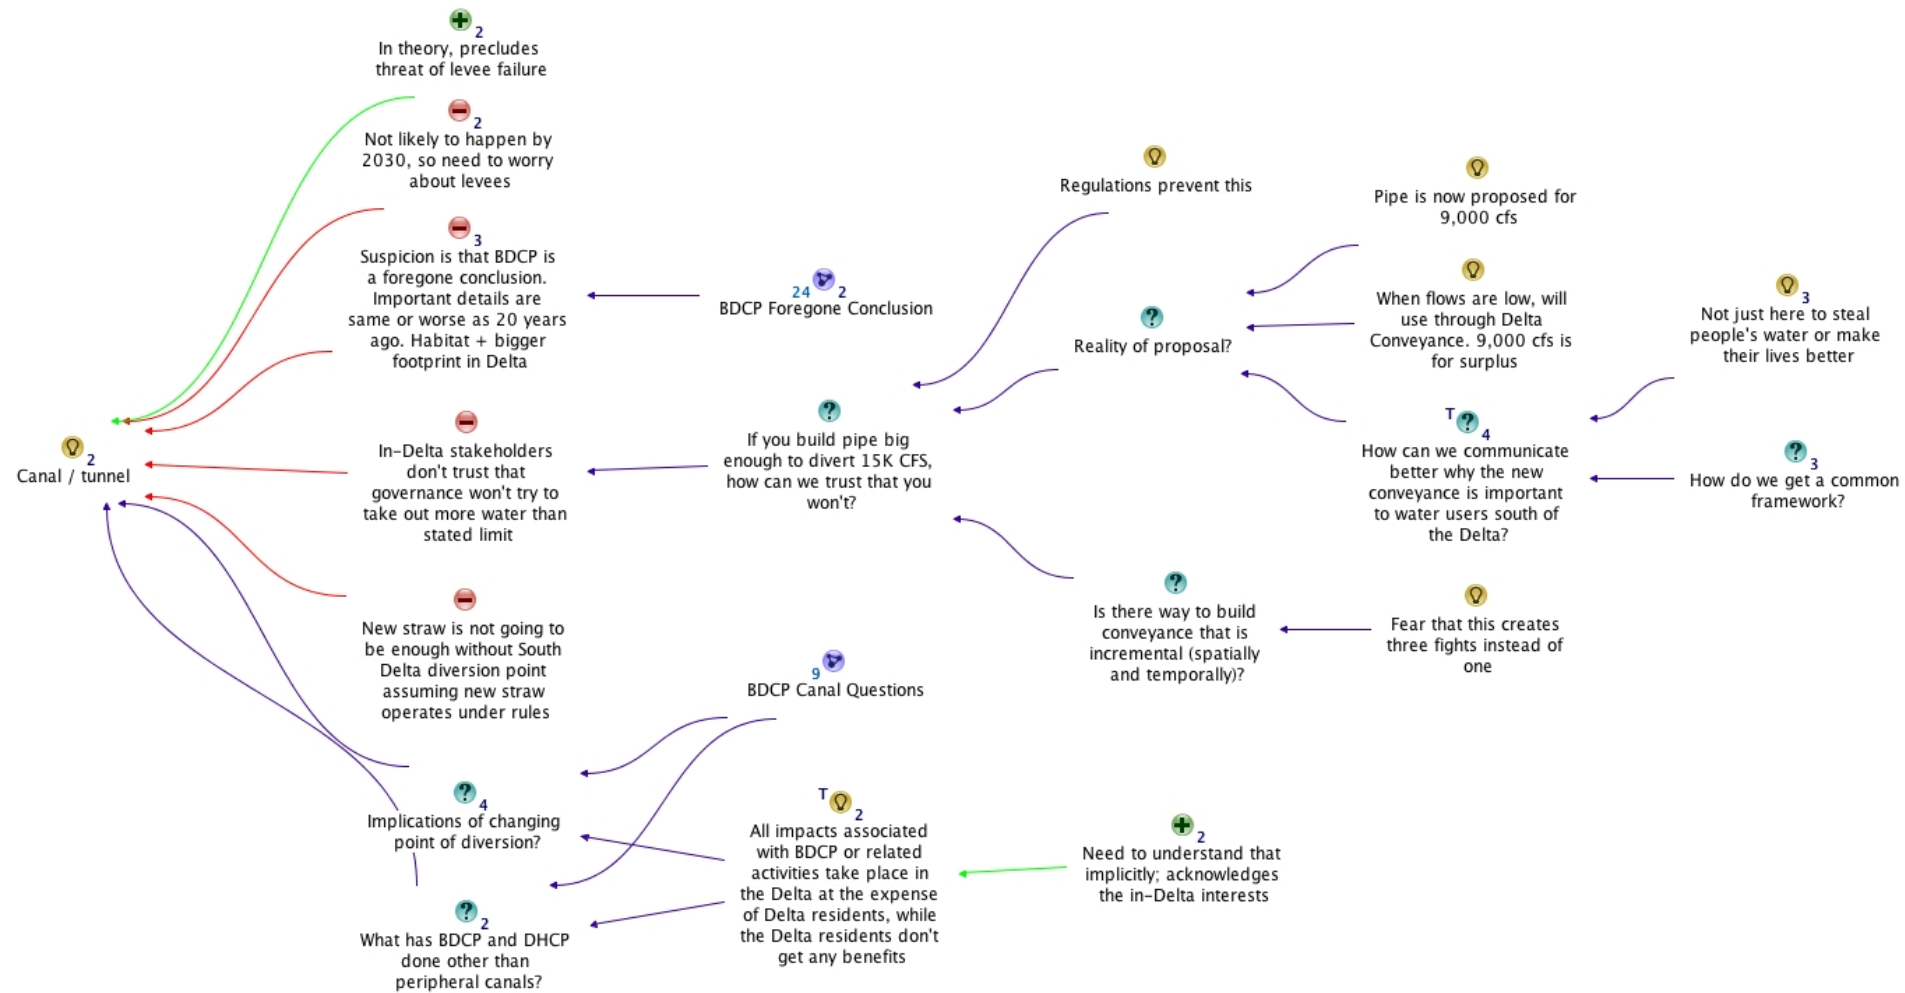 2
In theory, precludes
threat of levee failure
2
Not likely to happen by
2030, so need to worry
about levees
3
Suspicion is that BDCP is
a foregone conclusion.
Important details are
same or worse as 20 years
ago. Habitat + bigger
footprint in Delta
In-Delta stakeholders
don't trust that
governance won't try to
take out more water than
stated limit
2
Canal / tunnel
New straw is not going to
be enough without South
Delta diversion point
assuming new straw
operates under rules
4
Implications of changing
point of diversion?
2
What has BDCP and DHCP
done other than
peripheral canals?
24 2
BDCP Foregone Conclusion
If you build pipe big
enough to divert 15K CFS,
how can we trust that you
won't?
9
BDCP Canal Questions
T 2
All impacts associated
with BDCP or related
activities take place in
the Delta at the expense
of Delta residents, while
the Delta residents don't
get any benefits
Regulations prevent this
Reality of proposal?
Is there way to build
conveyance that is
incremental (spatially
and temporally)?
2
Need to understand that
implicitly; acknowledges
the in-Delta interests
Pipe is now proposed for
9,000 cfs
When flows are low, will
use through Delta
Conveyance. 9,000 cfs is
for surplus
T 4
How can we communicate
better why the new
conveyance is important
to water users south of
the Delta?
Fear that this creates
three fights instead of
one
3
Not just here to steal
people's water or make
their lives better
3
How do we get a common
framework?